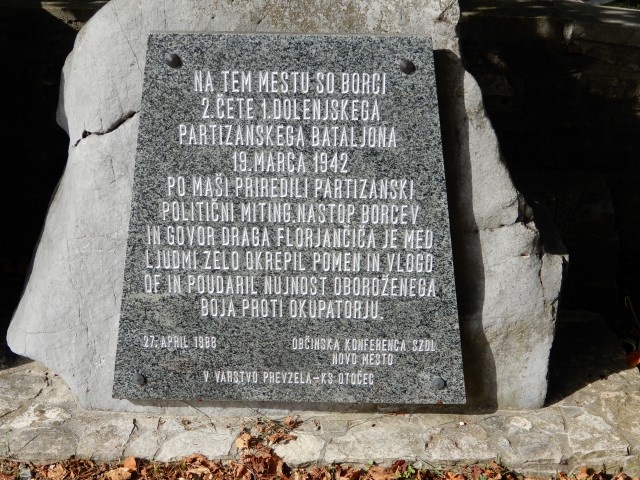 NA TEM MESTU SO BORCI
2.ČETE 1.DOLENJSKEGA
PARTIZANSKEGA BATALJONA
19.MARCA 1942
PO MAŠI PRIREDILI PARTIZANSKI
POLITIČNI MITING.NASTOP BORCEV
IN GOVOR DRAGA FLORJANČIČA JE MED
LJUDMI ZELO OKREPIL POMEN IN VLOGO
OF IN POUDARIL NUJNOST OBOROŽENEGA
BOJA PROTI OKUPATORJU.
27.APRIL 1988 OBČINSKA KONFERENCA SZDL
NOVO MESTO
V VARSTVO PREVZELA-KS OTOČEC